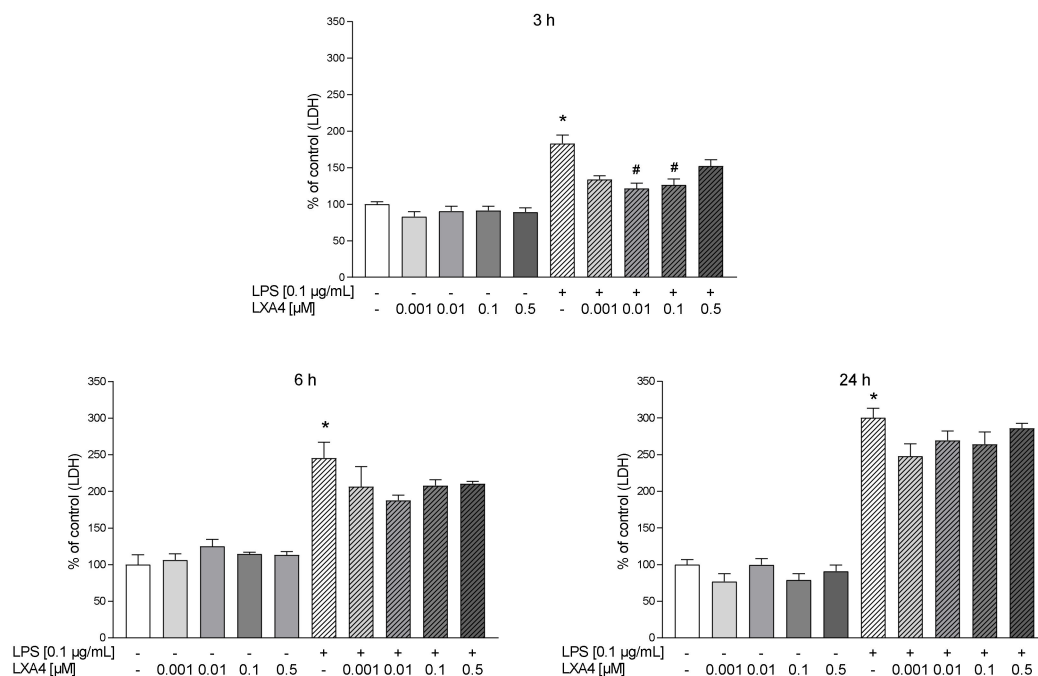 3 h
% of control (LDH)
350
300
250
200
150
100
50
0
*
#
#
LPS [0.1 µg/mL] - - - - - + + + + +
LXA4 [µM] - 0.001 0.01 0.1 0.5 - 0.001 0.01 0.1 0.5
6 h
% of control (LDH)
350
300
250
200
150
100
50
0
*
LPS [0.1 µg/mL] - - - - - + + + + +
LXA4 [µM] - 0.001 0.01 0.1 0.5 - 0.001 0.01 0.1 0.5
24 h
% of control (LDH)
350
300
250
200
150
100
50
0
*
LPS [0.1 µg/mL] - - - - - + + + + +
LXA4 [µM] - 0.001 0.01 0.1 0.5 - 0.001 0.01 0.1 0.5